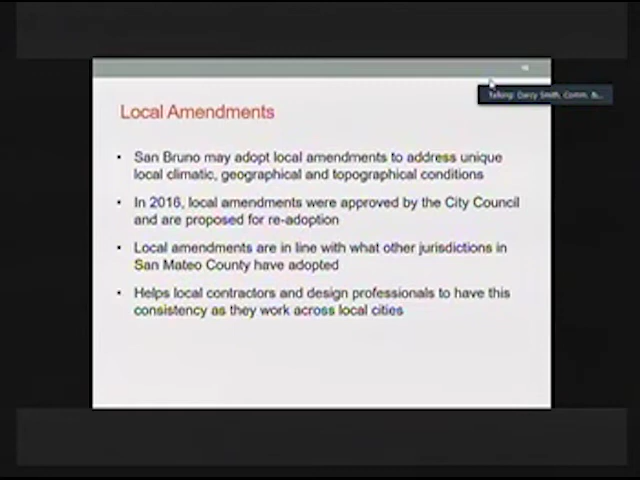 Talking: Darcy Smith, Comm. &...
Local Amendments
• San Bruno may adopt local amendments to address unique
local climatic, geographical and topographical conditions
• In 2016, local amendments were approved by the City Council
and are proposed for re-adoption
• Local amendments are in line with what other jurisdictions in
San Mateo County have adopted
• Helps local contractors and design professionals to have this
consistency as they work across local cities